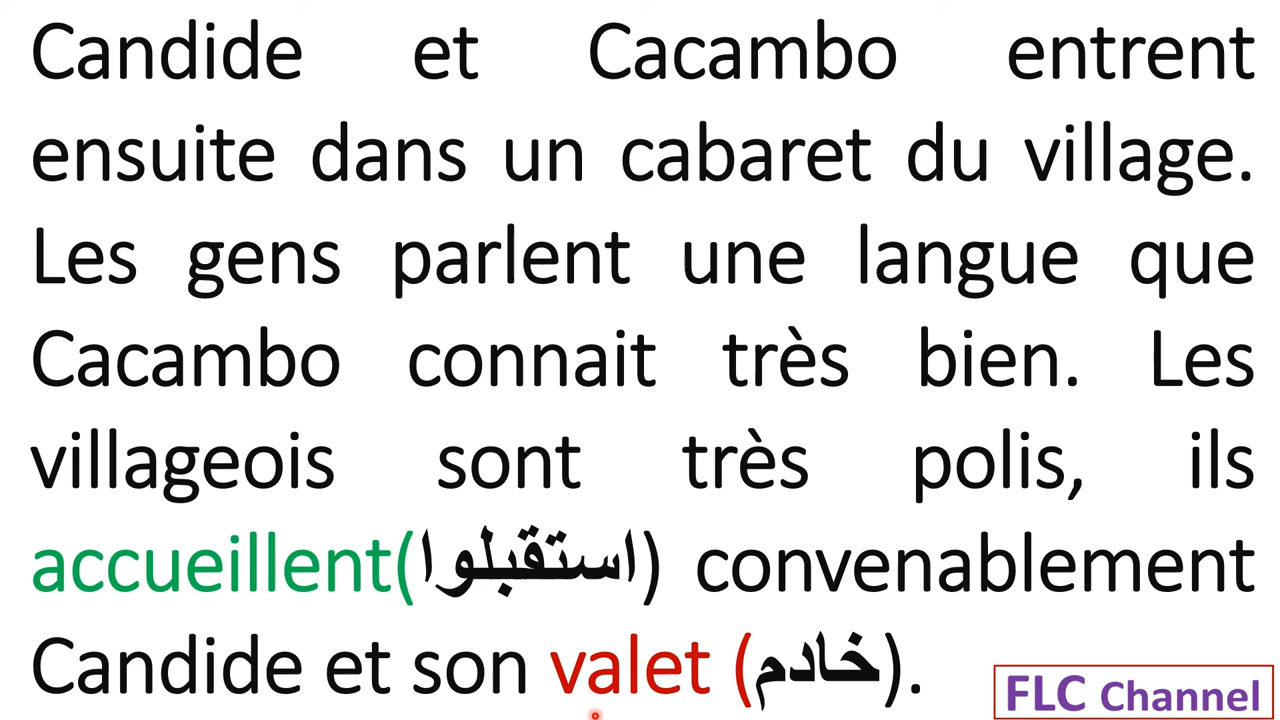 Candide et Cacambo entrent
ensuite dans un cabaret du village.
Les gens parlent une langue que
Cacambo connait très bien. Les
villageois sont très polis, ils
accueillent(استقبلوا) convenablement
Candide et son valet (خادم).
FLC Channel